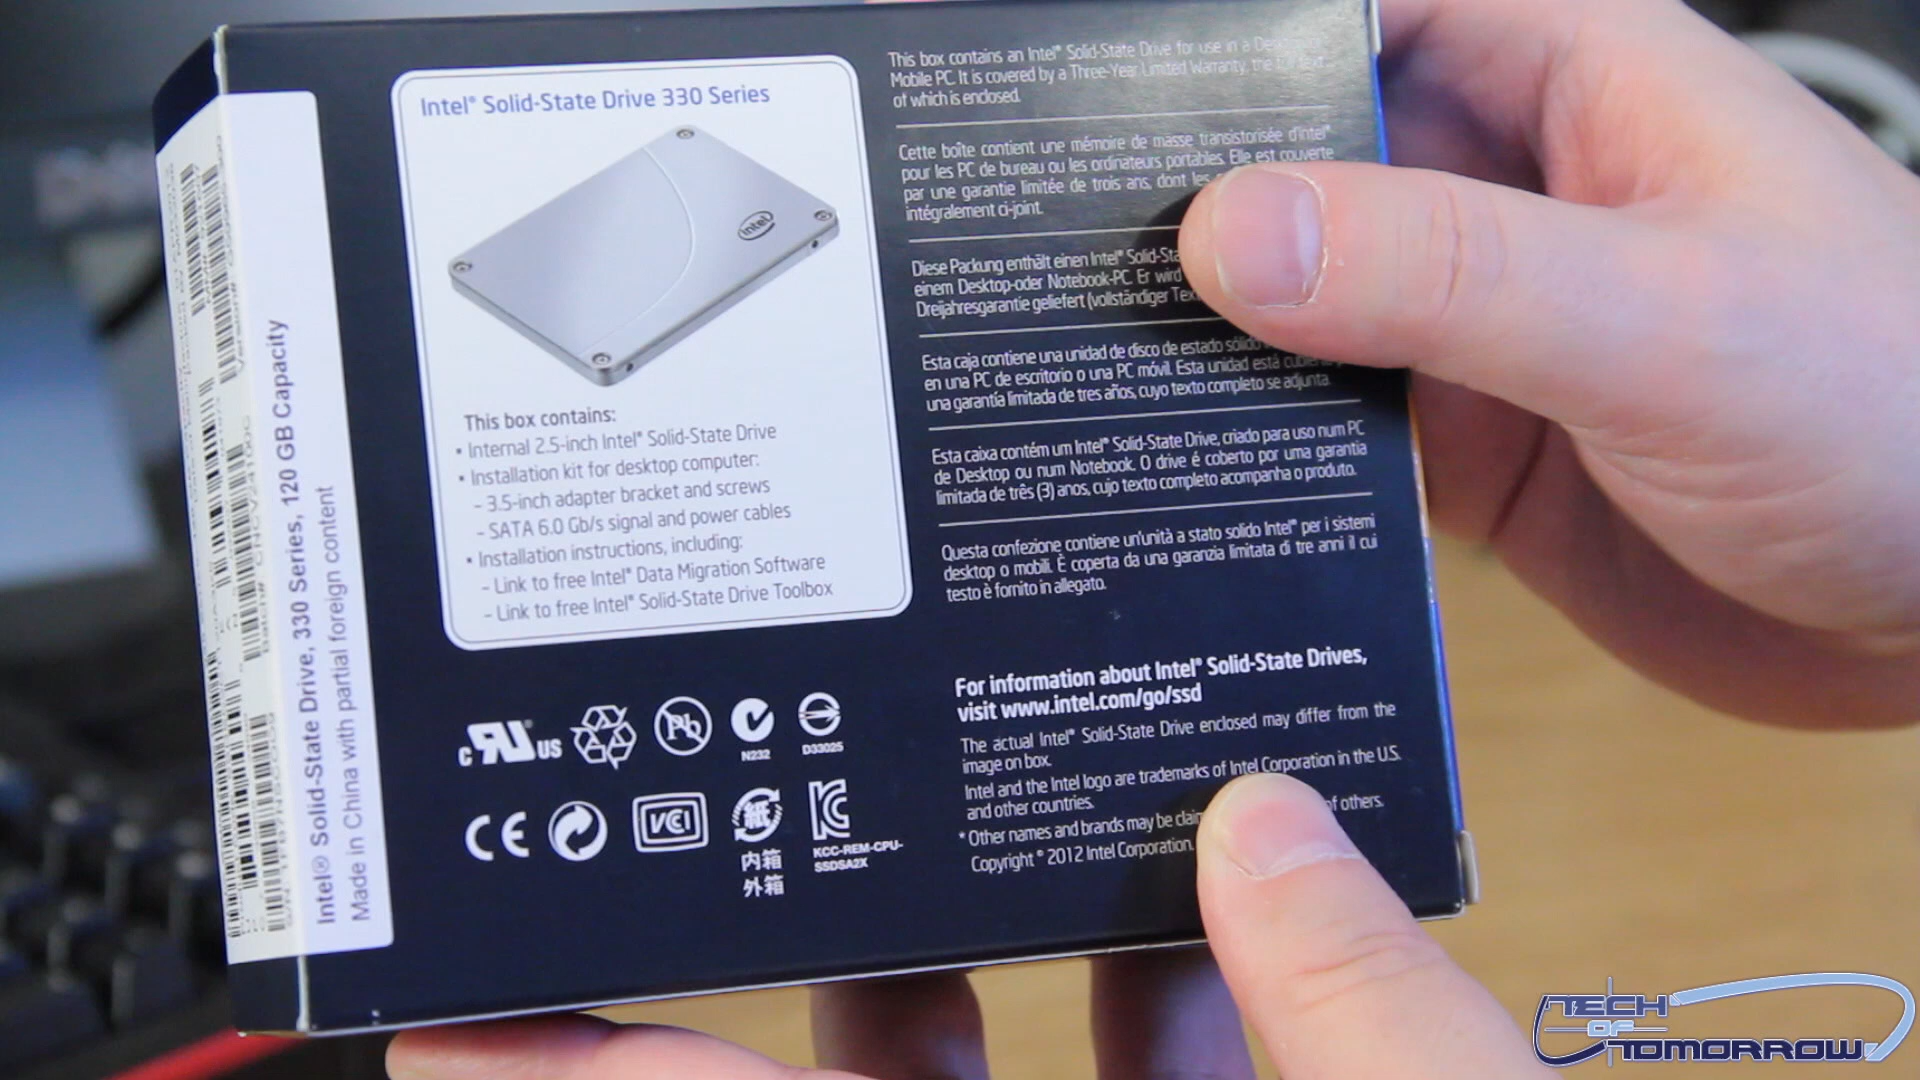 Intel® Solid-State Drive, 330 Series, 120 GB Capacity
Made in China with partial foreign content
Intel® Solid-State Drive 330 Series
intel
This box contains:
• Internal 2.5-inch Intel® Solid-State Drive
• Installation kit for desktop computer:
- 3.5-inch adapter bracket and screws
- SATA 6.0 Gb/s signal and power cables
• Installation instructions, including:
- Link to free Intel® Data Migration Software
- Link to free Intel® Solid-State Drive Toolbox
This box contains an Intel® Solid-State Drive for use in a
Mobile PC. It is covered by a Three-Year Limited Warranty, the full text
of which is enclosed.
Cette boîte contient une mémoire de masse transistorisée d'Intel®
pour les PC de bureau ou les ordinateurs portables. Elle est couverte
par une garantie limitée de trois ans, dont les
intégralement ci-joint.
Diese Packung enthält einen Intel® Solid-
einem Desktop-oder Notebook-PC. Er wird
Dreijahresgarantie geliefert (vollständiger
Esta caja contiene una unidad de disco de estado sólido
en una PC de escritorio o una PC móvil. Esta unidad está
una garantía limitada de tres años, cuyo texto completo se adjunta.
Esta caixa contém um Intel® Solid-State Drive, criado para uso num PC
de Desktop ou num Notebook. O drive é coberto por uma garantia
limitada de três (3) anos, cujo texto completo acompanha o produto.
Questa confezione contiene un'unità a stato solido Intel® per i sistemi
desktop o mobili. È coperta da una garanzia limitata di tre anni il cui
testo è fornito in allegato.
For information about Intel® Solid-State Drives,
visit www.intel.com/go/ssd
The actual Intel® Solid-State Drive enclosed may differ from the
image on box.
Intel and the Intel logo are trademarks of Intel Corporation in the U.S.
and other countries.
* Other names and brands may be of others.
Copyright © 2012 Intel Corporation.
c RU US Pb N232 D33025
CE VCI 紙 KC
内箱
外箱
KCC-REM-CPU-
SSDSA2X
TECH
OF
TOMORROW